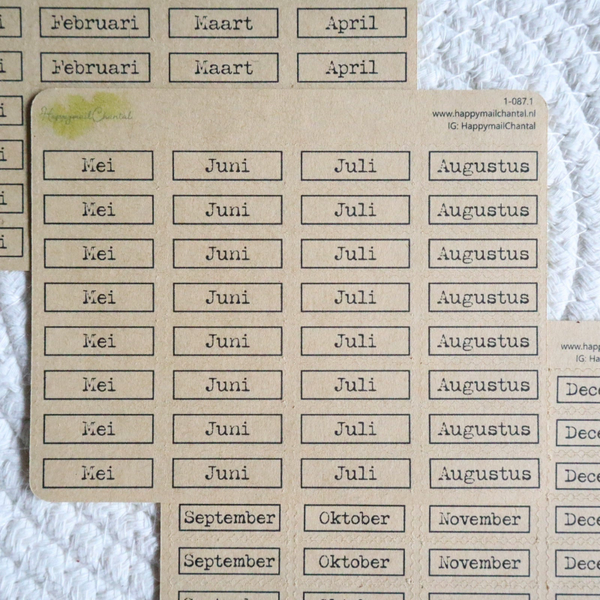 Februari Maart April
Februari Maart April
HappymailChantal
1-087.1
www.happymailchantal.nl
IG: HappymailChantal
Mei Juni Juli Augustus
Mei Juni Juli Augustus
Mei Juni Juli Augustus
Mei Juni Juli Augustus
Mei Juni Juli Augustus
Mei Juni Juli Augustus
Mei Juni Juli Augustus
Mei Juni Juli Augustus
September Oktober November
September Oktober November